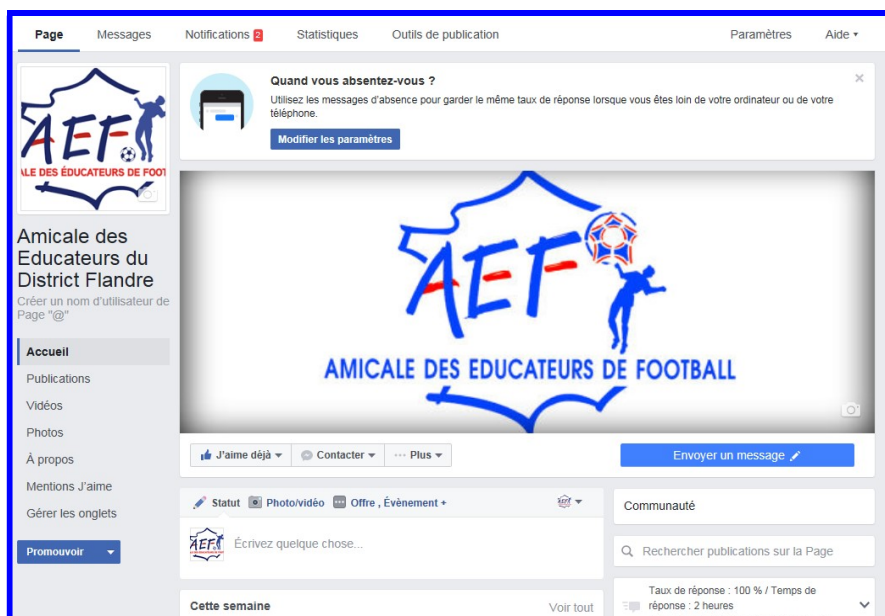 Page Messages Notifications 2 Statistiques Outils de publication Paramètres Aide
Quand vous absentez-vous ?
Utilisez les messages d'absence pour garder le même taux de réponse lorsque vous êtes loin de votre ordinateur ou de votre
téléphone.
Modifier les paramètres
AEF
ALE DES ÉDUCATEURS DE FOOT
Amicale des
Educateurs du
District Flandre
Créer un nom d'utilisateur de
Page "@"
Accueil
Publications
Vidéos
Photos
À propos
Mentions J'aime
Gérer les onglets
Promouvoir
AEF
AMICALE DES EDUCATEURS DE FOOTBALL
J'aime déjà Contacter Plus Envoyer un message
Statut Photo/vidéo Offre , Évènement +
AEF
Écrivez quelque chose...
Cette semaine Voir tout
Communauté
Rechercher publications sur la Page
Taux de réponse : 100 % / Temps de
réponse : 2 heures